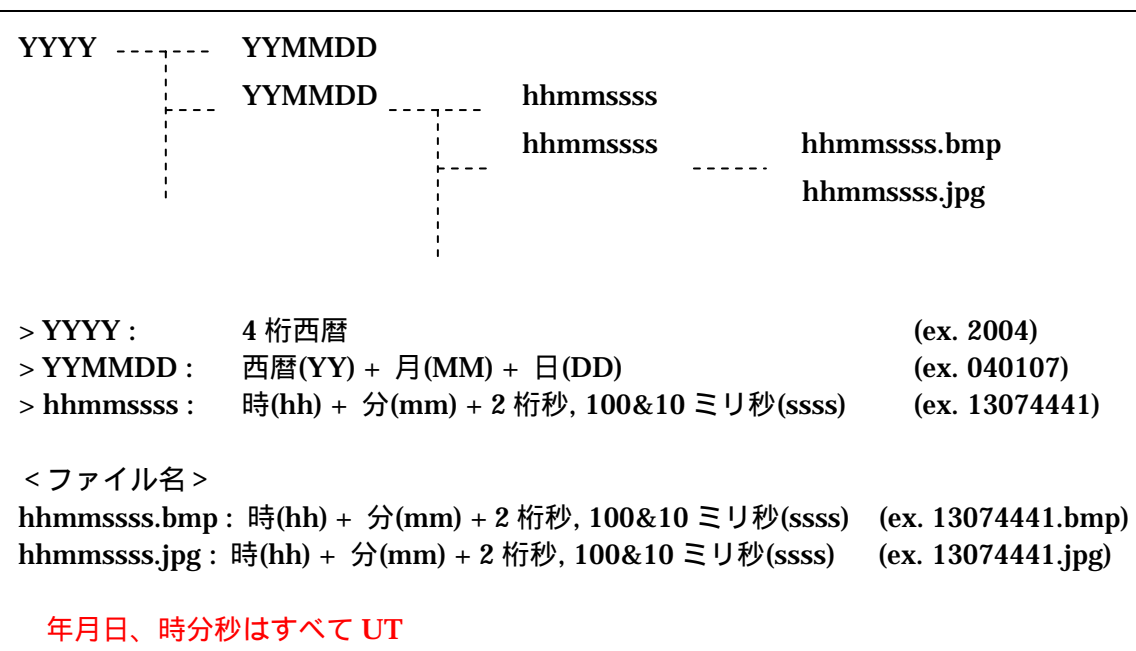 YYYY YYMMDD
YYMMDD hhmmssss
hhmmssss hhmmssss.bmp
hhmmssss.jpg
> YYYY : 4 桁西暦 (ex. 2004)
> YYMMDD : 西暦(YY) + 月(MM) + 日(DD) (ex. 040107)
> hhmmssss : 時(hh) + 分(mm) + 2 桁秒, 100&10 ミリ秒(ssss) (ex. 13074441)
< ファイル名 >
hhmmssss.bmp : 時(hh) + 分(mm) + 2 桁秒, 100&10 ミリ秒(ssss) (ex. 13074441.bmp)
hhmmssss.jpg : 時(hh) + 分(mm) + 2 桁秒, 100&10 ミリ秒(ssss) (ex. 13074441.jpg)
年月日、時分秒はすべて UT